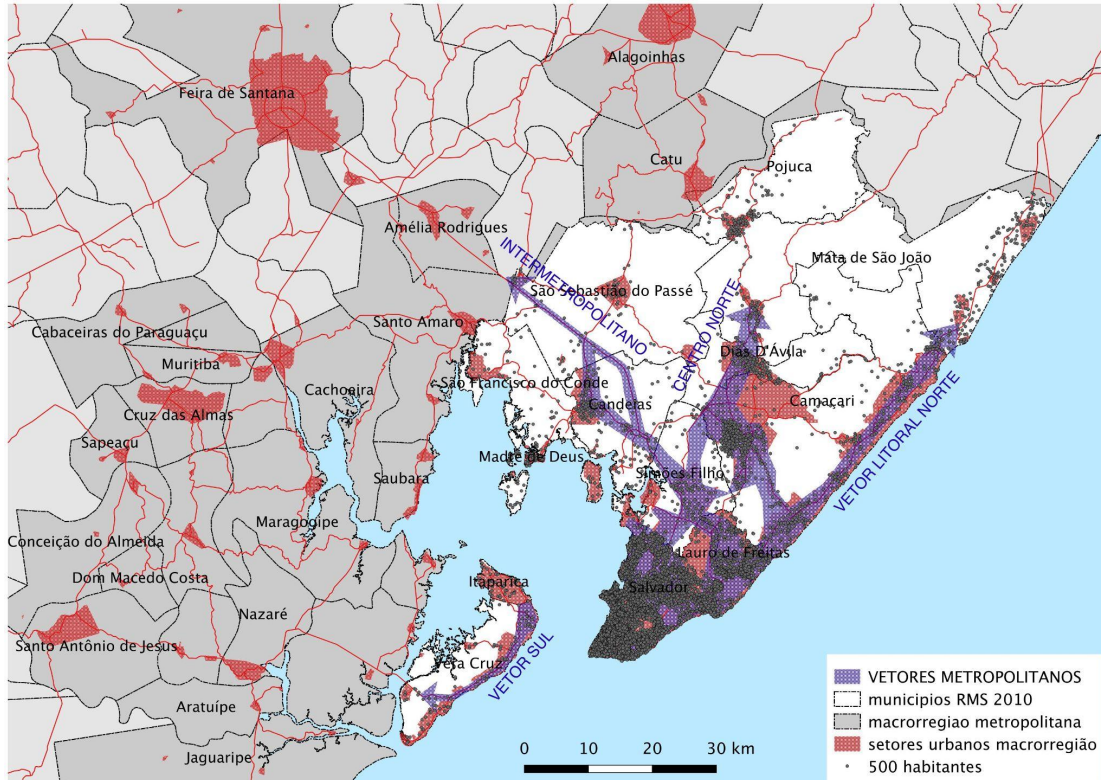 Alagoinhas
Feira de Santana
Catu
Pojuca
Amélia Rodrigues
INTERMETROPOLITANO
Mata de São João
São Sebastião do Passé
CENTRO NORTE
Santo Amaro
Cabaceiras do Paraguaçu
Muritiba
Dias D'Ávila
Cachoeira
São Francisco do Conde
Candeias
Camaçari
VETOR LITORAL NORTE
Cruz das Almas
Sapeaçu
Madre de Deus
Simões Filho
Saubara
Maragogipe
Conceição do Almeida
Lauro de Freitas
Dom Macedo Costa
Itaparica
Salvador
Nazaré
Santo Antônio de Jesus
Vera Cruz
VETOR SUL
Aratuípe
Jaguaripe
VETORES METROPOLITANOS
municipios RMS 2010
macrorregiao metropolitana
setores urbanos macrorregião
500 habitantes
0 10 20 30 km